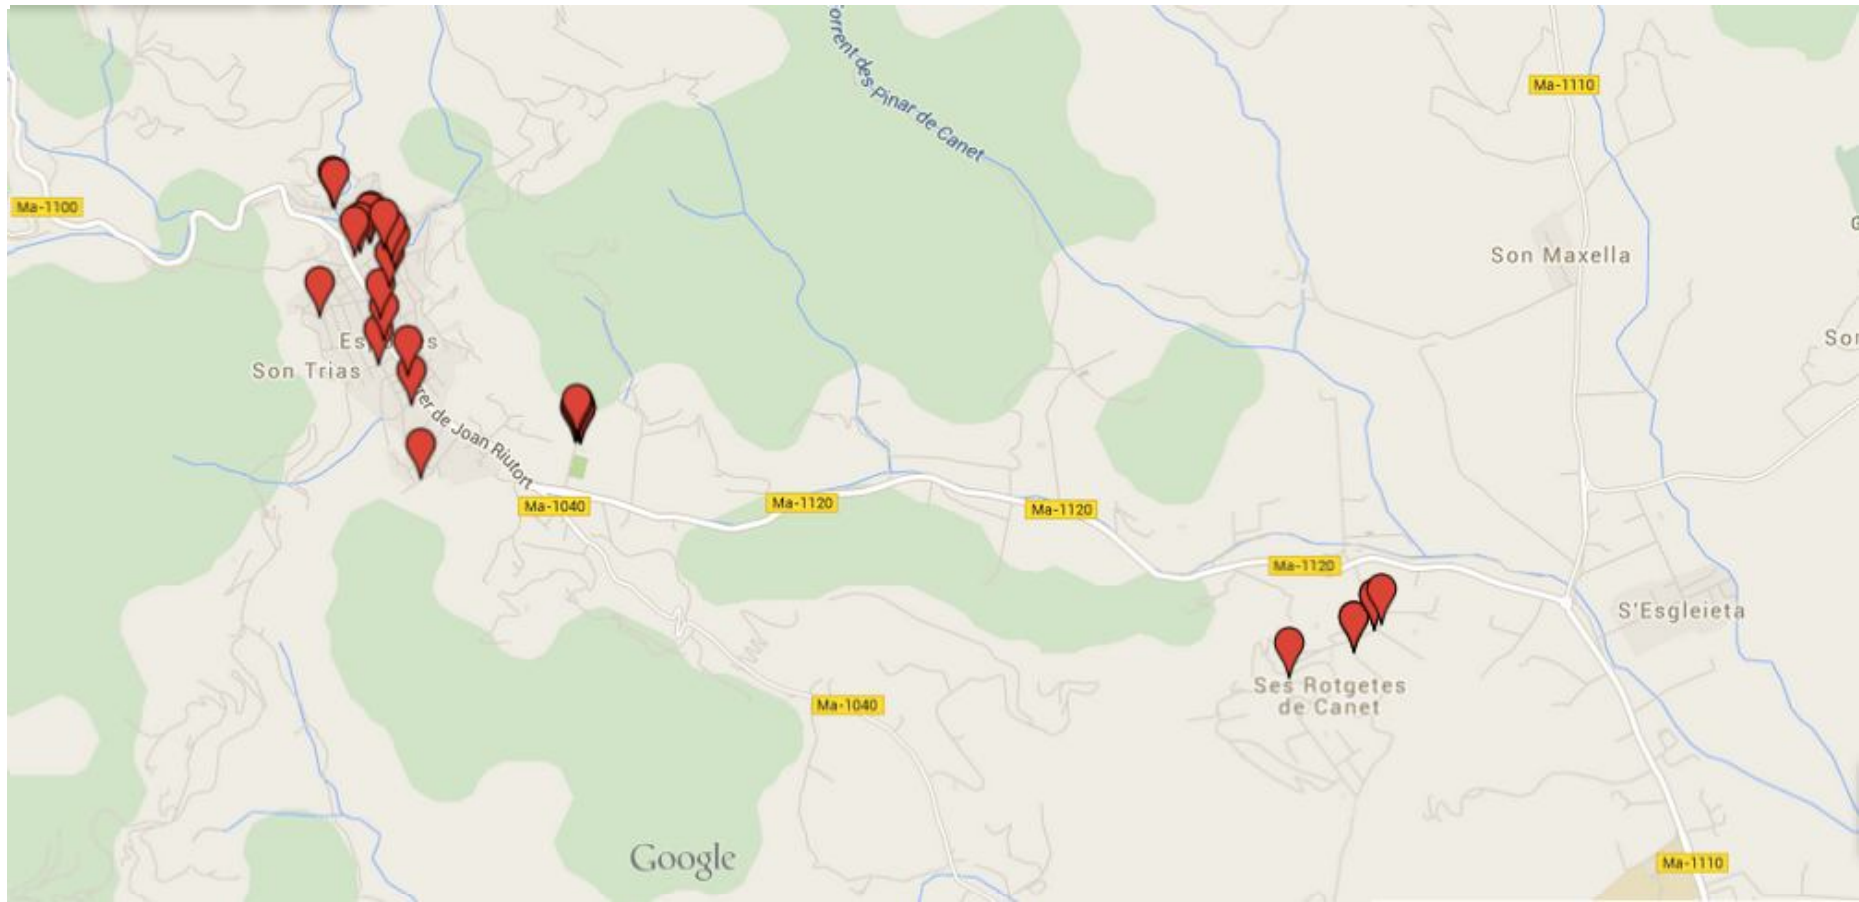 Torrent des Pinar de Canet
Ma-1110
Ma-1100
Son Maxella
Son Trias
de Joan Riutort
Ma-1040
Ma-1120
Ma-1120
Ma-1120
S'Esgleieta
Ses Rotgetes
de Canet
Ma-1040
Google
Ma-1110